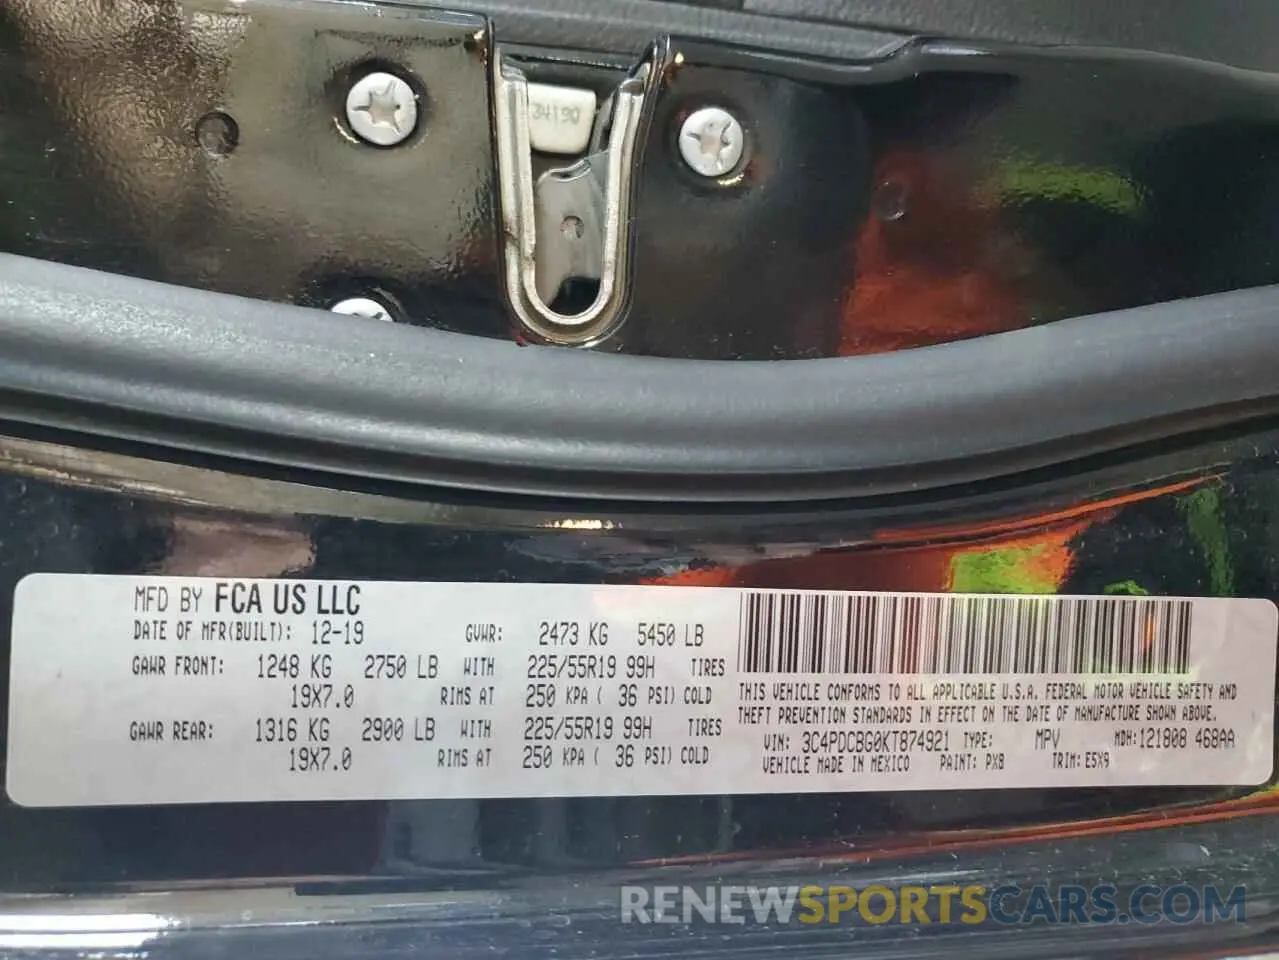 34190
MFD BY FCA US LLC
DATE OF MFR(BUILT): 12-19 GVWR: 2473 KG 5450 LB
GAWR FRONT: 1248 KG 2750 LB WITH 225/55R19 99H TIRES
19X7.0 RIMS AT 250 KPA ( 36 PSI) COLD
GAWR REAR: 1316 KG 2900 LB WITH 225/55R19 99H TIRES
19X7.0 RIMS AT 250 KPA ( 36 PSI) COLD
THIS VEHICLE CONFORMS TO ALL APPLICABLE U.S.A. FEDERAL MOTOR VEHICLE SAFETY AND
THEFT PREVENTION STANDARDS IN EFFECT ON THE DATE OF MANUFACTURE SHOWN ABOVE.
VIN: 3C4PDCBG0KT874921 TYPE: MPV MDH:121808 468AA
VEHICLE MADE IN MEXICO PAINT: PX8 TRIM: E5X9
RENEWSPORTSCARS.COM